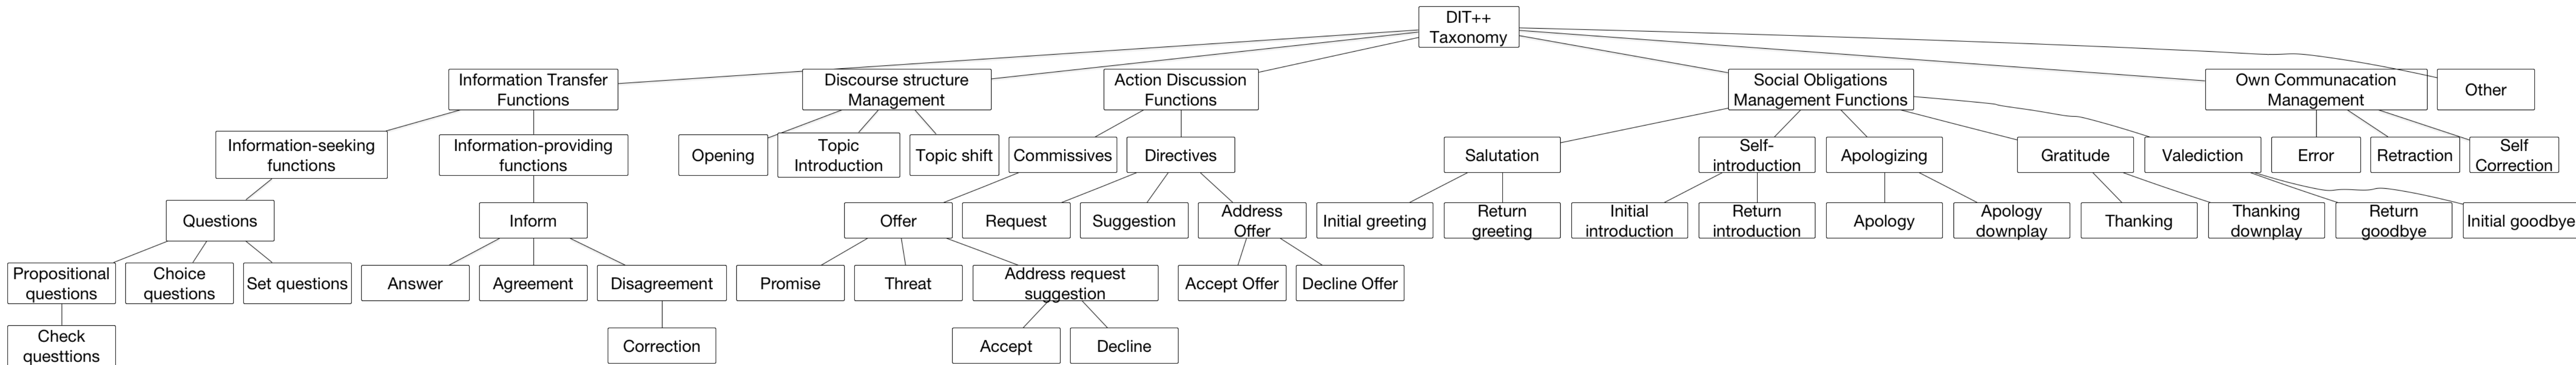 DIT++
Taxonomy
Information Transfer
Functions
Discourse structure
Management
Action Discussion
Functions
Social Obligations
Management Functions
Own Communacation
Management
Other
Information-seeking
functions
Information-providing
functions
Opening
Topic
Introduction
Topic shift
Commissives
Directives
Salutation
Self-
introduction
Apologizing
Gratitude
Valediction
Error
Retraction
Self
Correction
Questions
Inform
Offer
Request
Suggestion
Address
Offer
Initial greeting
Return
greeting
Initial
introduction
Return
introduction
Apology
Apology
downplay
Thanking
Thanking
downplay
Return
goodbye
Initial goodbye
Propositional
questions
Choice
questions
Set questions
Answer
Agreement
Disagreement
Promise
Threat
Address request
suggestion
Accept Offer
Decline Offer
Check
questtions
Correction
Accept
Decline